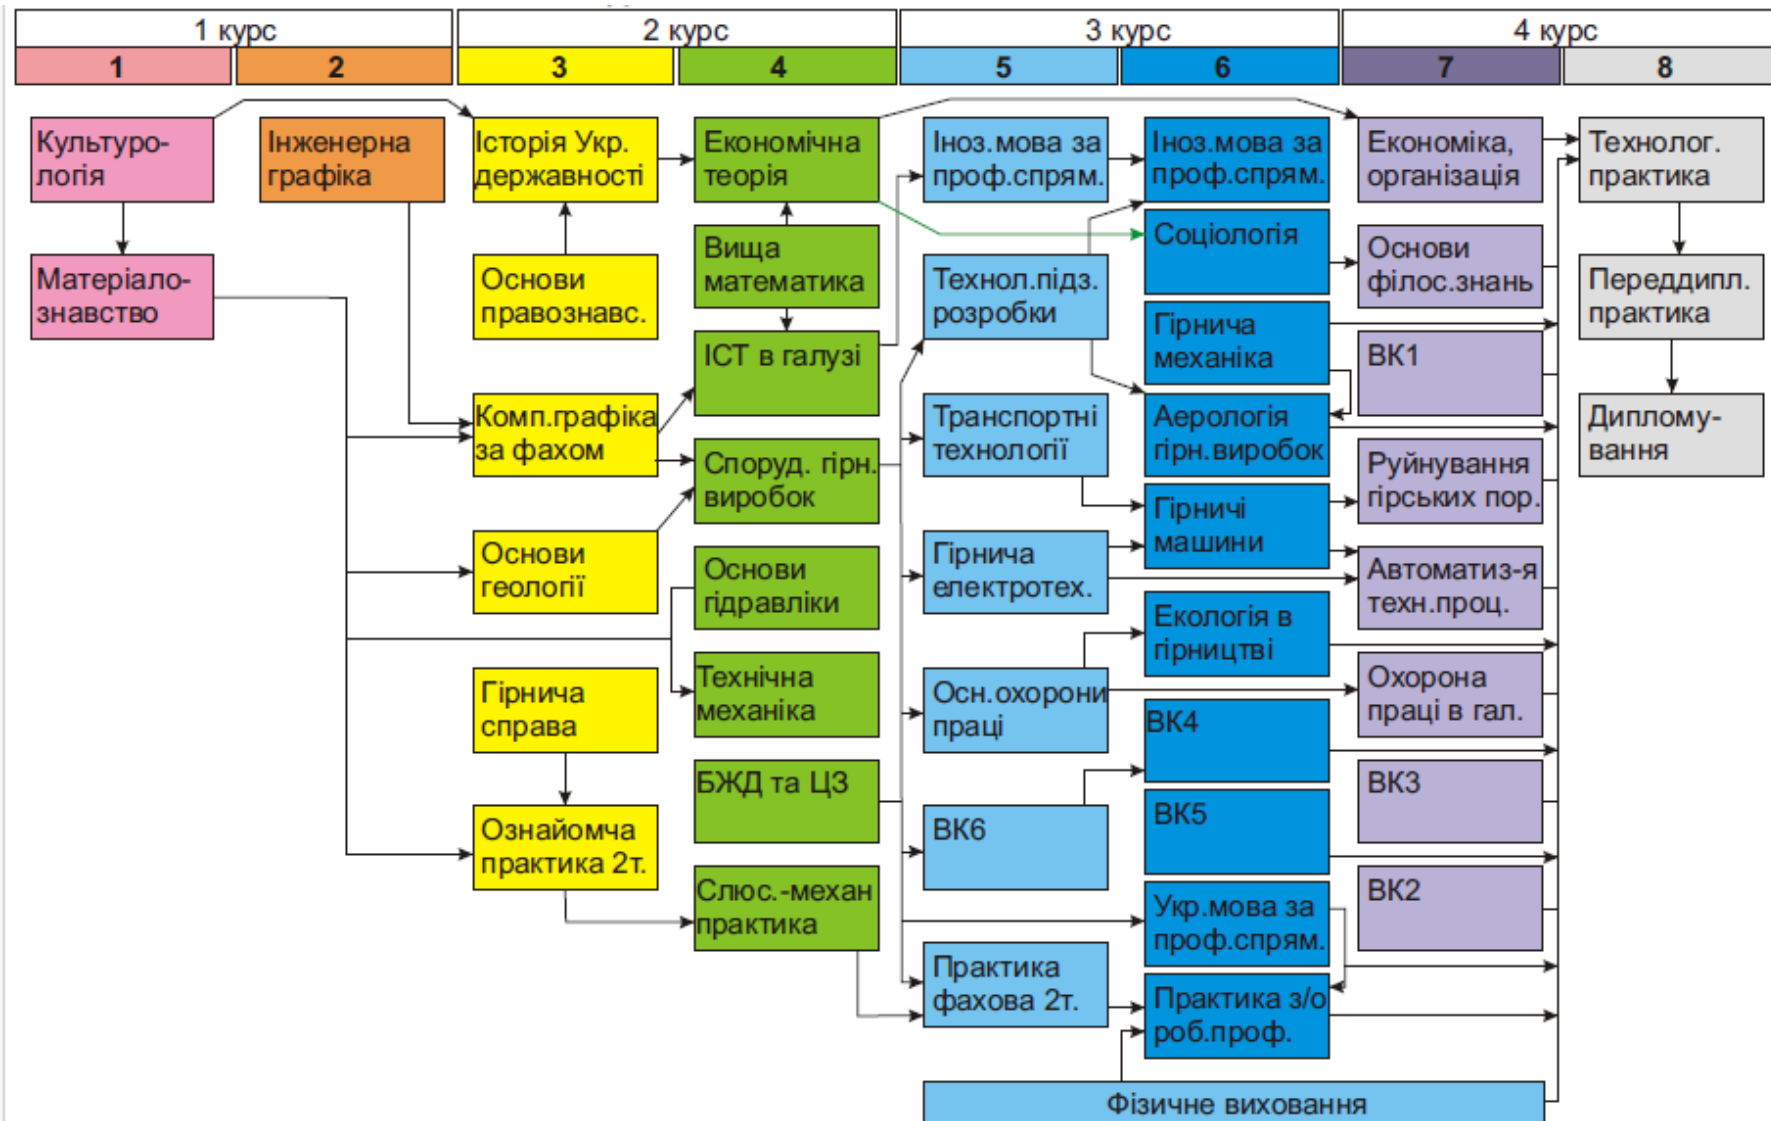 1 курс
2 курс
3 курс
4 курс
1
2
3
4
5
6
7
8
Культуро-
логія
Матеріало-
знавство
Інженерна
графіка
Історія Укр.
державності
Основи
правознавс.
Комп.графіка
за фахом
Основи
геології
Гірнича
справа
Ознайомча
практика 2т.
Економічна
теорія
Вища
математика
ІСТ в галузі
Споруд. гірн.
виробок
Основи
гідравліки
Технічна
механіка
БЖД та ЦЗ
Слюс.-механ
практика
Іноз.мова за
проф.спрям.
Технол.підз.
розробки
Транспортні
технології
Гірнича
електротех.
Осн.охорони
праці
ВК6
Практика
фахова 2т.
Іноз.мова за
проф.спрям.
Соціологія
Гірнича
механіка
Аерологія
гірн.виробок
Гірничі
машини
Екологія в
гірництві
ВК4
ВК5
Укр.мова за
проф.спрям.
Практика з/о
роб.проф.
Економіка,
організація
Основи
філос.знань
ВК1
Руйнування
гірських пор.
Автоматиз-я
техн.проц.
Охорона
праці в гал.
ВК3
ВК2
Технолог.
практика
Переддипл.
практика
Диплому-
вання
Фізичне виховання